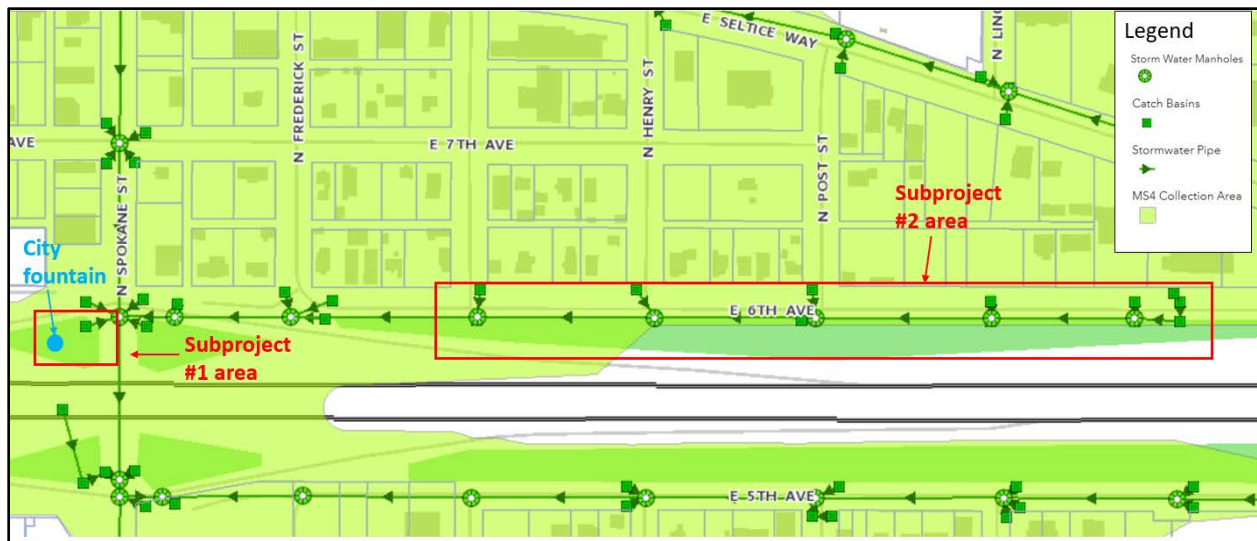 E SELTICE WAY
N LINC
Legend
Storm Water Manholes
Catch Basins
Stormwater Pipe
MS4 Collection Area
N FREDERICK ST
N HENRY ST
AVE
E 7TH AVE
N SPOKANE ST
N POST ST
Subproject
#2 area
City
fountain
E 6TH AVE
Subproject
#1 area
E 5TH AVE